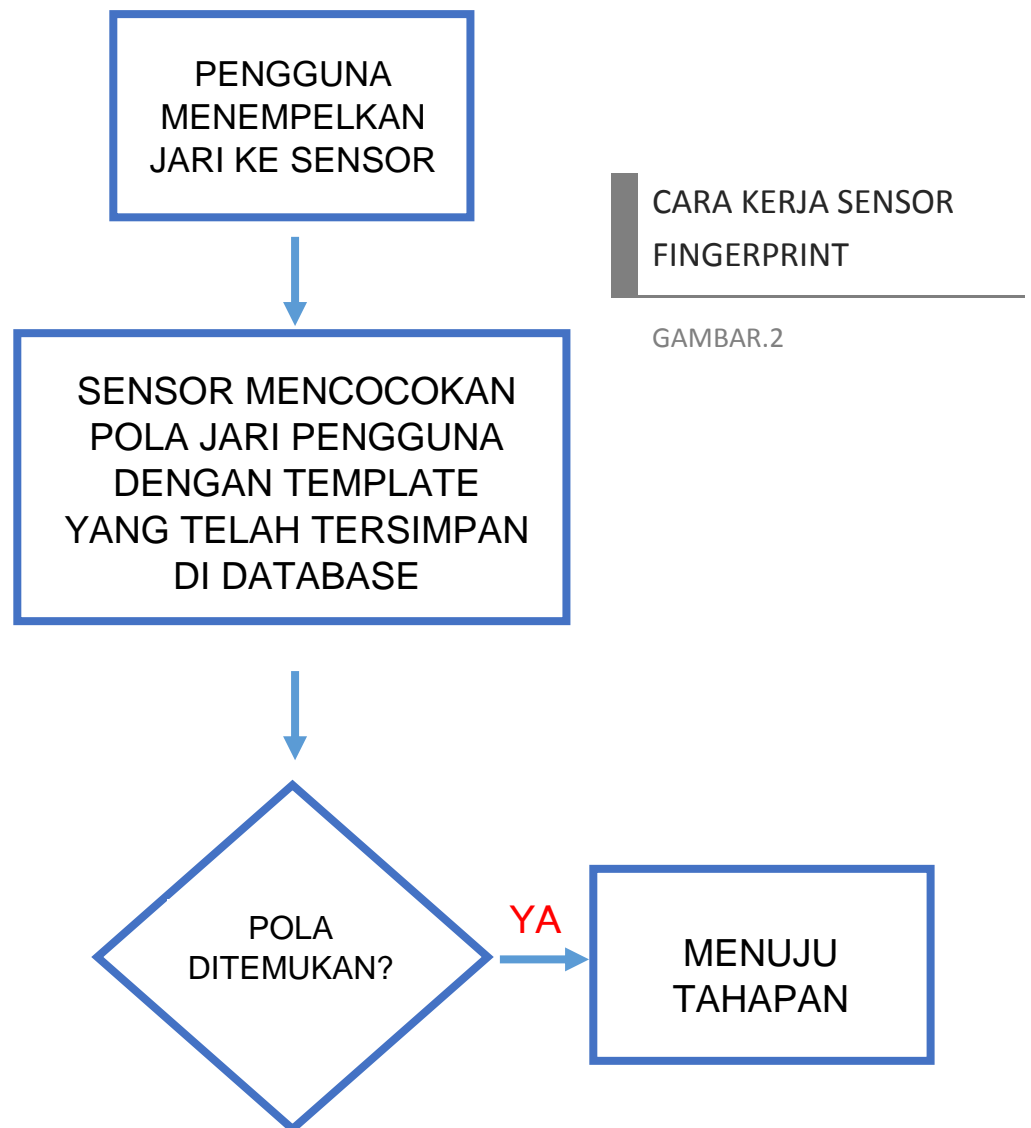 PENGGUNA
MENEMPELKAN
JARI KE SENSOR
CARA KERJA SENSOR
FINGERPRINT
GAMBAR.2
SENSOR MENCOCOKAN
POLA JARI PENGGUNA
DENGAN TEMPLATE
YANG TELAH TERSIMPAN
DI DATABASE
POLA
DITEMUKAN?
YA
MENUJU
TAHAPAN